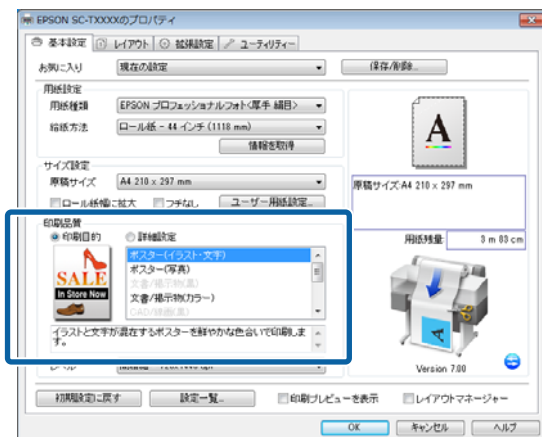 EPSON SC-TXXXXのプロパティ
基本設定 レイアウト 拡張設定 ユーティリティー
お気に入り 現在の設定 保存/削除...
用紙設定
用紙種類 EPSON プロフェッショナルフォト<厚手 絹目>
給紙方法 ロール紙 - 44 インチ (1118 mm)
情報を取得
サイズ設定
原稿サイズ A4 210 x 297 mm
ロール紙幅に拡大 フチなし ユーザー用紙設定...
A
原稿サイズ:A4 210 x 297 mm
用紙残量: 3 m 83 cm
印刷品質
印刷目的 詳細設定
SALE
In Store Now
ポスター(イラスト・文字)
ポスター(写真)
文書/掲示物(黒)
文書/掲示物(カラー)
CAD/線画(黒)
イラストと文字が混在するポスターを鮮やかな色合いで印刷します。
Version 7.00
初期設定に戻す 設定一覧... 印刷プレビューを表示 レイアウトマネージャー
OK キャンセル ヘルプ